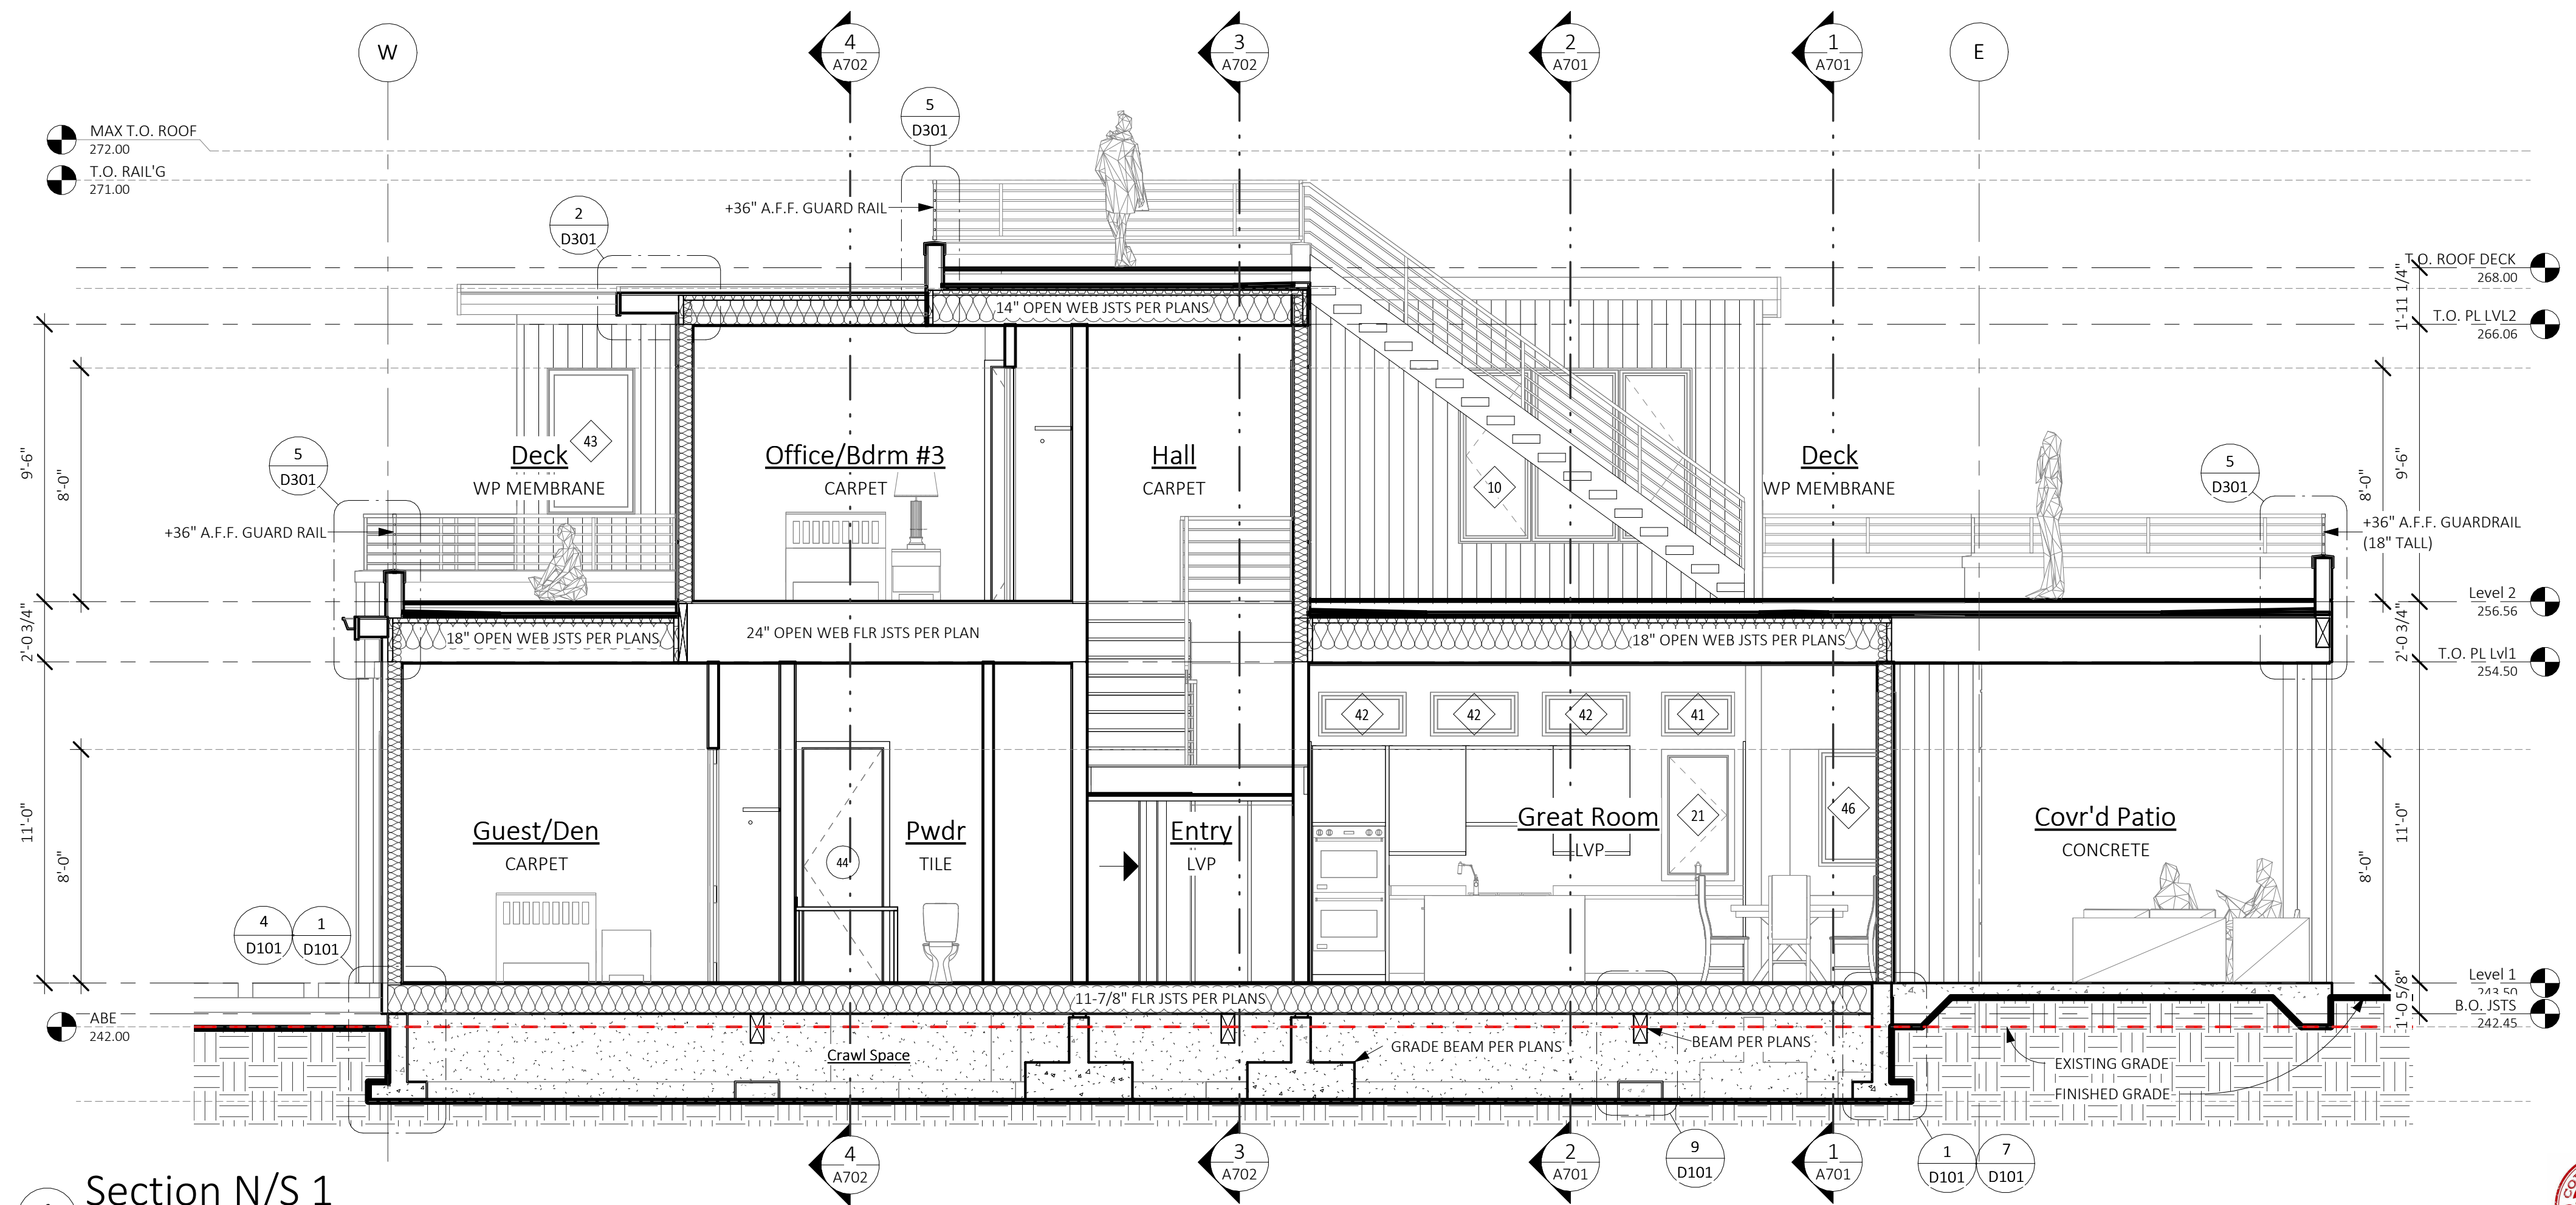 W
4
A702
3
A702
2
A701
1
A701
E
5
D301
MAX T.O. ROOF
272.00
T.O. RAIL'G
271.00
+36" A.F.F. GUARD RAIL
2
D301
T.O. ROOF DECK
268.00
1'-11 1/4"
14" OPEN WEB JSTS PER PLANS
T.O. PL LVL2
266.06
9'-6"
8'-0"
5
D301
43
Deck
WP MEMBRANE
Office/Bdrm #3
CARPET
Hall
CARPET
10
Deck
WP MEMBRANE
5
D301
8'-0"
9'-6"
+36" A.F.F. GUARD RAIL
+36" A.F.F. GUARDRAIL
(18" TALL)
Level 2
256.56
2'-0 3/4"
18" OPEN WEB JSTS PER PLANS
24" OPEN WEB FLR JSTS PER PLAN
18" OPEN WEB JSTS PER PLANS
2'-0 3/4"
T.O. PL Lvl1
254.50
42
42
42
41
11'-0"
8'-0"
Guest/Den
CARPET
44
Pwdr
TILE
Entry
LVP
Great Room
LVP
21
46
Covr'd Patio
CONCRETE
8'-0"
11'-0"
4
D101
1
D101
Level 1
243.50
11-7/8" FLR JSTS PER PLANS
1'-0 5/8"
B.O. JSTS
242.45
ABE
242.00
Crawl Space
GRADE BEAM PER PLANS
BEAM PER PLANS
EXISTING GRADE
FINISHED GRADE
4
A702
3
A702
2
A701
9
D101
1
A701
1
D101
7
D101
Section N/S 1